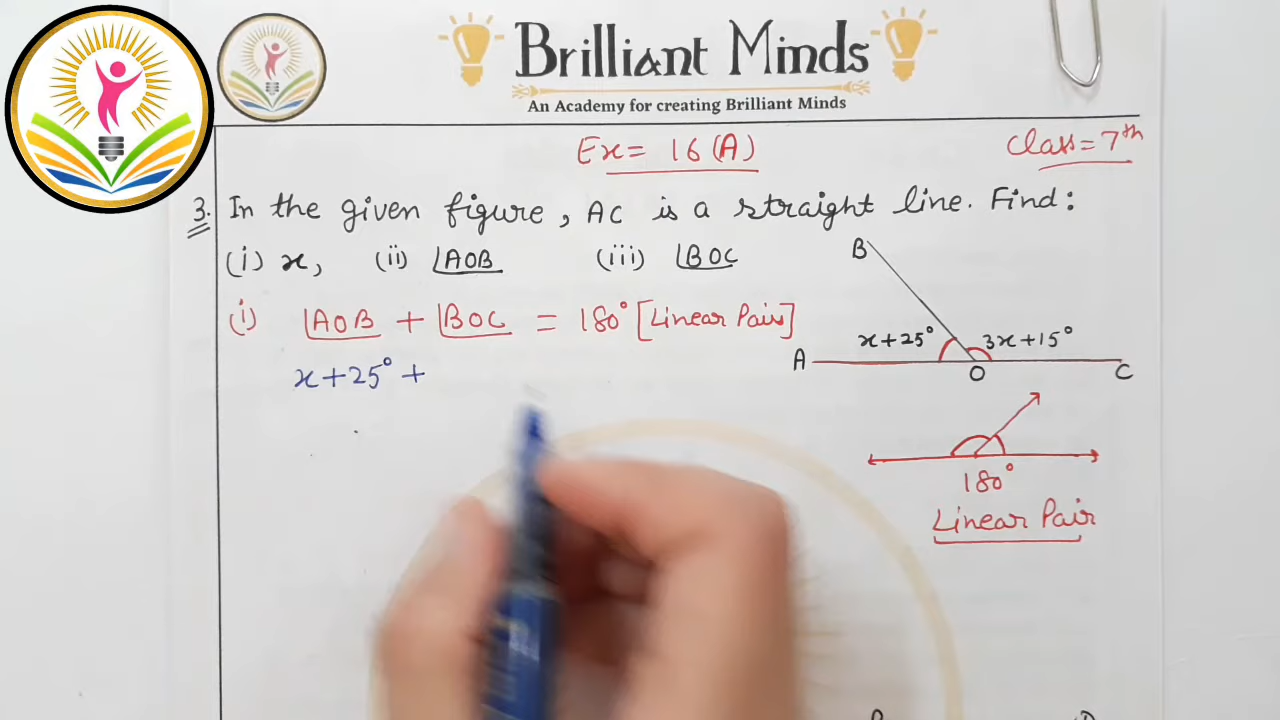 Brilliant Minds
An Academy for creating Brilliant Minds
Ex = 16 (A)
Class = 7th
3. In the given figure, AC is a straight line. Find:
(i) x, (ii) ∠AOB (iii) ∠BOC
(i) ∠AOB + ∠BOC = 180° [Linear Pair]
x + 25° +
B
x + 25° 3x + 15°
A O C
180°
Linear Pair